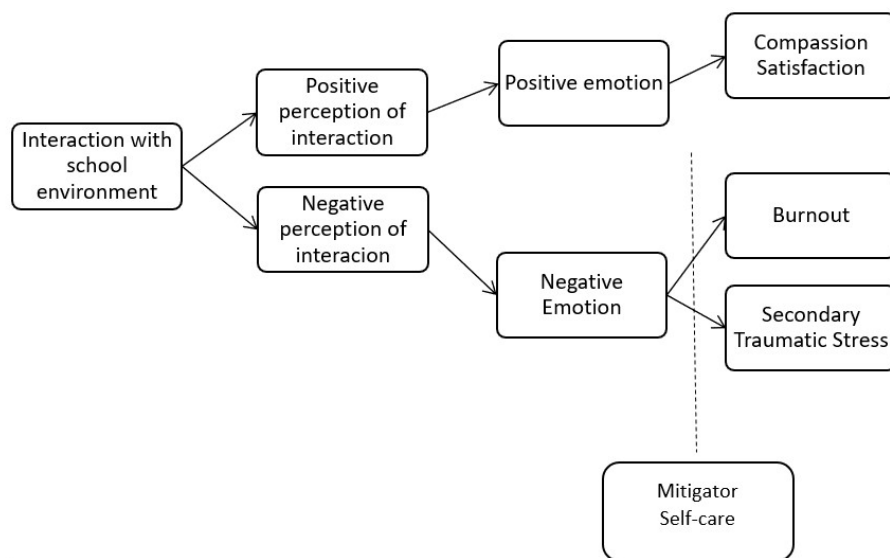 Interaction with
school
environment
Positive
perception of
interaction
Positive emotion
Compassion
Satisfaction
Negative
perception of
interacion
Negative
Emotion
Burnout
Secondary
Traumatic Stress
Mitigator
Self-care